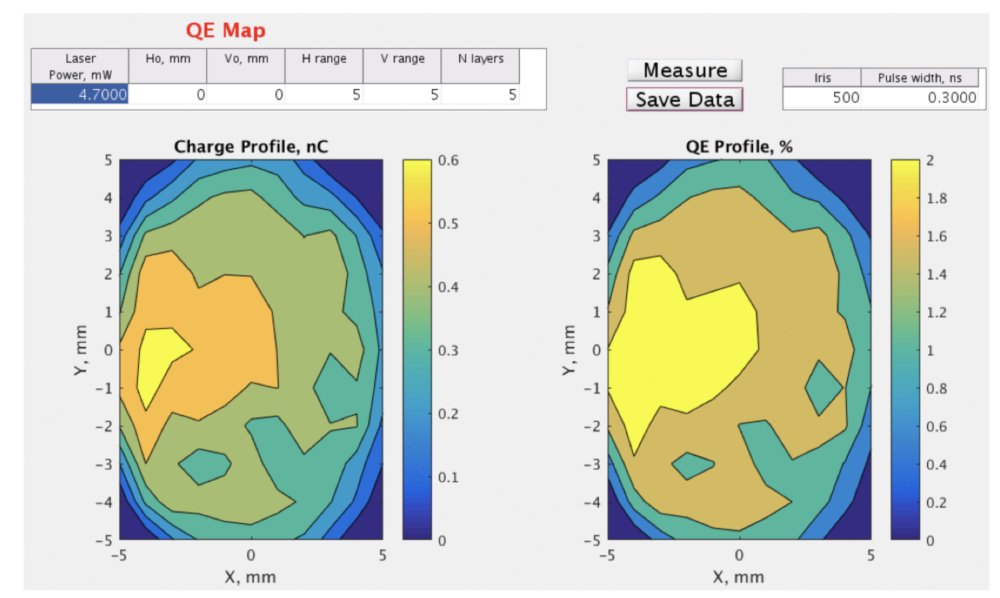 QE Map
Laser Power, mW Ho, mm Vo, mm H range V range N layers
4.7000 0 0 5 5 5
Measure
Save Data
Iris Pulse width, ns
500 0.3000
Charge Profile, nC
5
4
3
2
1
0
−1
−2
−3
−4
−5
Y, mm
−5 0 5
X, mm
0.6
0.5
0.4
0.3
0.2
0.1
0
QE Profile, %
5
4
3
2
1
0
−1
−2
−3
−4
−5
Y, mm
−5 0 5
X, mm
2
1.8
1.6
1.4
1.2
1
0.8
0.6
0.4
0.2
0